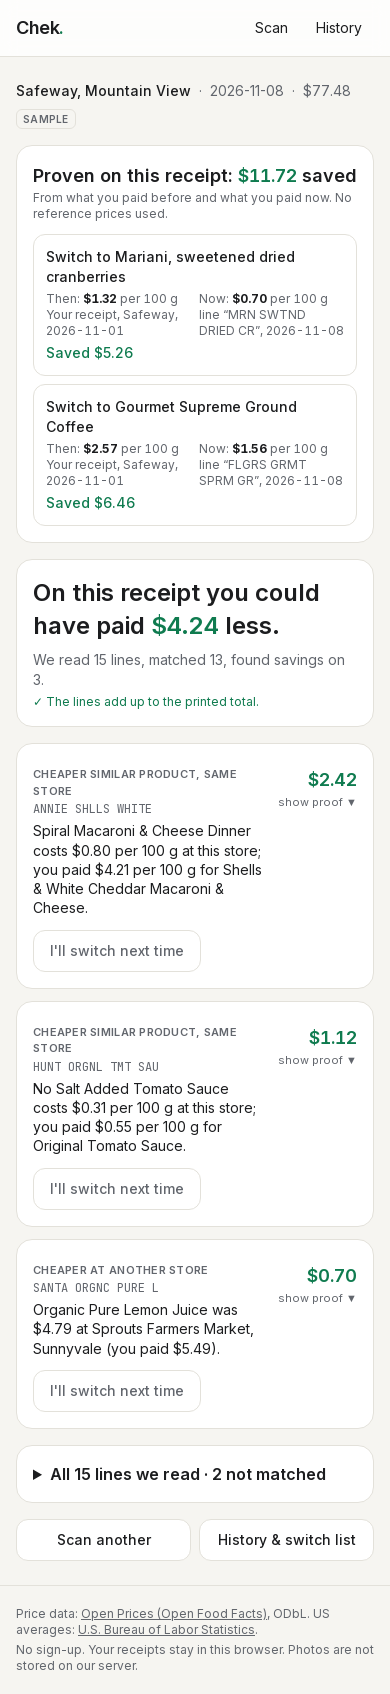 Chek.
Scan
History
Safeway, Mountain View · 2026-11-08 · $77.48
SAMPLE
Proven on this receipt: $11.72 saved
From what you paid before and what you paid now. No
reference prices used.
Switch to Mariani, sweetened dried
cranberries
Then: $1.32 per 100 g
Your receipt, Safeway,
2026-11-01
Now: $0.70 per 100 g
line “MRN SWTND
DRIED CR”, 2026-11-08
Saved $5.26
Switch to Gourmet Supreme Ground
Coffee
Then: $2.57 per 100 g
Your receipt, Safeway,
2026-11-01
Now: $1.56 per 100 g
line “FLGRS GRMT
SPRM GR”, 2026-11-08
Saved $6.46
On this receipt you could
have paid $4.24 less.
We read 15 lines, matched 13, found savings on
3.
✓ The lines add up to the printed total.
CHEAPER SIMILAR PRODUCT, SAME
STORE
ANNIE SHLLS WHITE
Spiral Macaroni & Cheese Dinner
costs $0.80 per 100 g at this store;
you paid $4.21 per 100 g for Shells
& White Cheddar Macaroni &
Cheese.
$2.42
show proof ▼
I'll switch next time
CHEAPER SIMILAR PRODUCT, SAME
STORE
HUNT ORGNL TMT SAU
No Salt Added Tomato Sauce
costs $0.31 per 100 g at this store;
you paid $0.55 per 100 g for
Original Tomato Sauce.
$1.12
show proof ▼
I'll switch next time
CHEAPER AT ANOTHER STORE
SANTA ORGNC PURE L
Organic Pure Lemon Juice was
$4.79 at Sprouts Farmers Market,
Sunnyvale (you paid $5.49).
$0.70
show proof ▼
I'll switch next time
▶ All 15 lines we read · 2 not matched
Scan another
History & switch list
Price data: Open Prices (Open Food Facts), ODbL. US
averages: U.S. Bureau of Labor Statistics.
No sign-up. Your receipts stay in this browser. Photos are not
stored on our server.